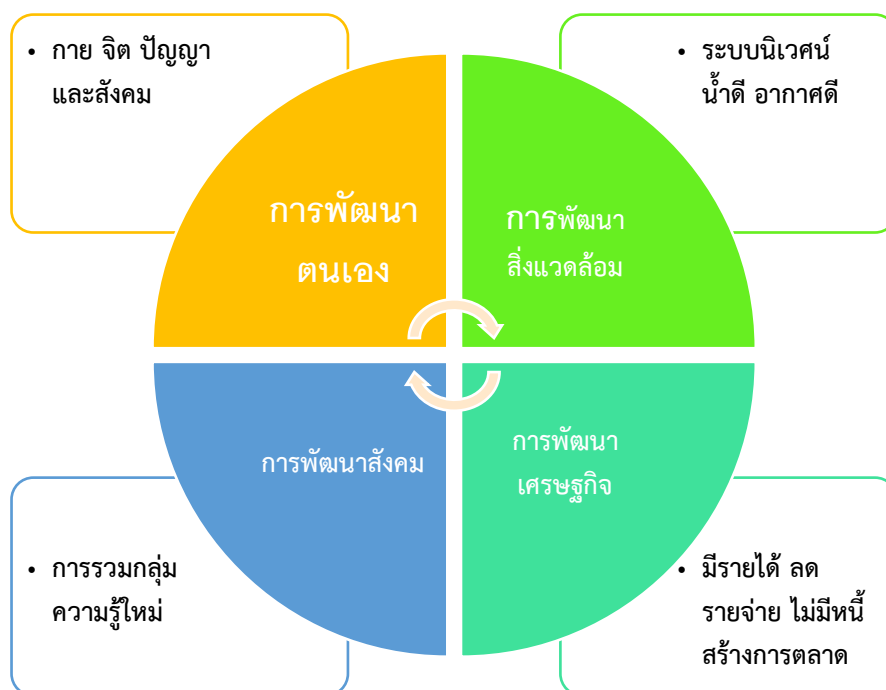 • กาย จิต ปัญญา
และสังคม
• ระบบนิเวศน์
น้ำดี อากาศดี
การพัฒนา
ตนเอง
การพัฒนา
สิ่งแวดล้อม
การพัฒนาสังคม
การพัฒนา
เศรษฐกิจ
• การรวมกลุ่ม
ความรู้ใหม่
• มีรายได้ ลด
รายจ่าย ไม่มีหนี้
สร้างการตลาด